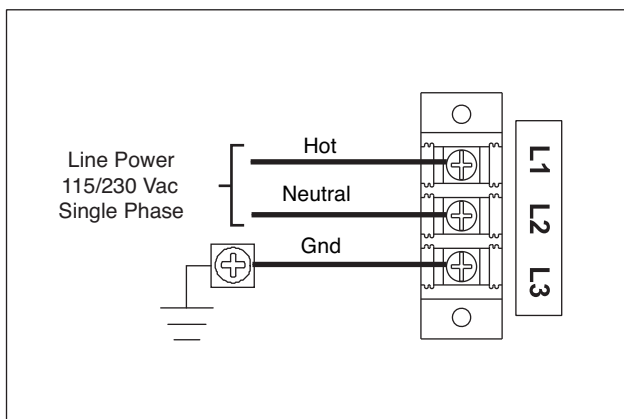 Hot
Line Power
115/230 Vac
Single Phase
Neutral
Gnd
L1
L2
L3